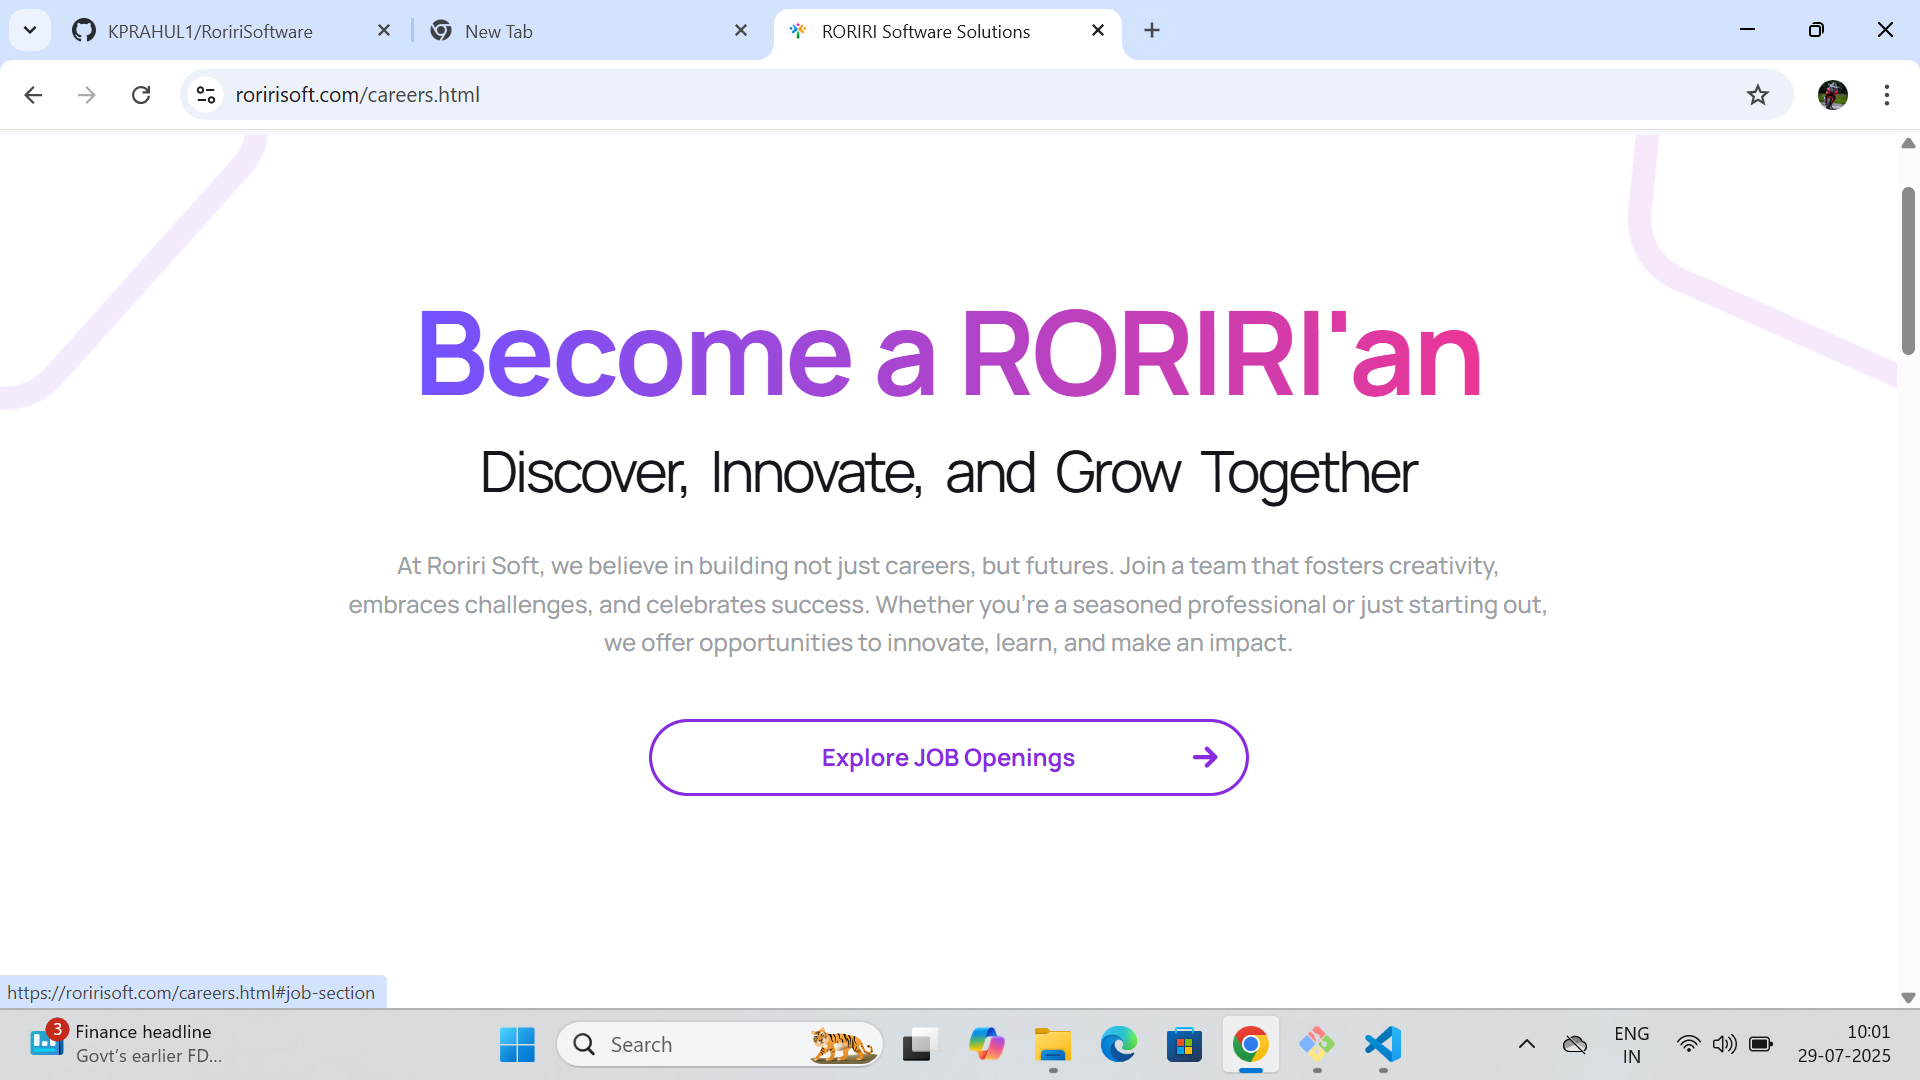 KPRAHUL1/RoririSoftware
New Tab
RORIRI Software Solutions
roririsoft.com/careers.html
Become a RORIRI'an
Discover, Innovate, and Grow Together
At Roriri Soft, we believe in building not just careers, but futures. Join a team that fosters creativity,
embraces challenges, and celebrates success. Whether you’re a seasoned professional or just starting out,
we offer opportunities to innovate, learn, and make an impact.
Explore JOB Openings
https://roririsoft.com/careers.html#job-section
3
Finance headline
Govt's earlier FD...
Search
ENG
IN
10:01
29-07-2025